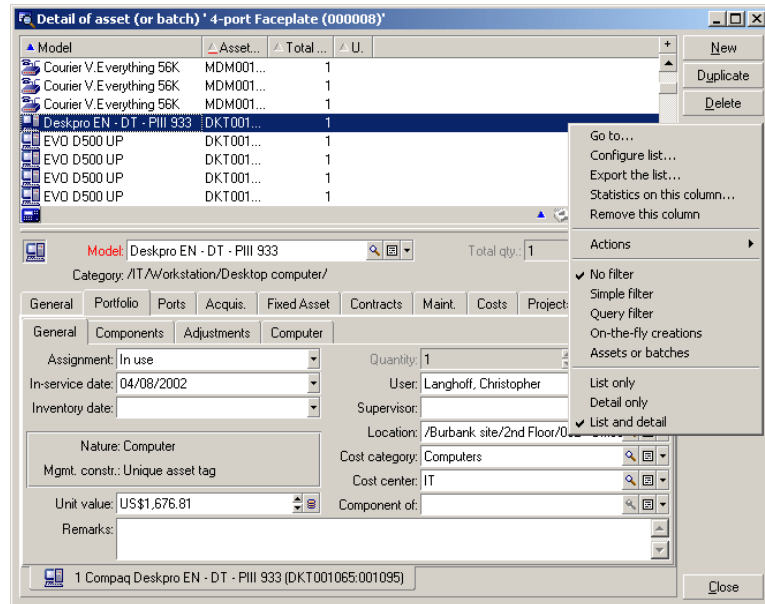 Detail of asset (or batch) ' 4-port Faceplate (000008)'
Model Asset... Total ... U. +
Courier V.Everything 56K MDM001... 1
Courier V.Everything 56K MDM001... 1
Courier V.Everything 56K MDM001... 1
Deskpro EN - DT - PIII 933 DKT001... 1
EVO D500 UP DKT001... 1
EVO D500 UP DKT001... 1
EVO D500 UP DKT001... 1
EVO D500 UP DKT001... 1
New
Duplicate
Delete
Go to...
Configure list...
Export the list...
Statistics on this column...
Remove this column
Actions
No filter
Simple filter
Query filter
On-the-fly creations
Assets or batches
List only
Detail only
List and detail
Model: Deskpro EN - DT - PIII 933 Total qty.: 1
Category: /IT/Workstation/Desktop computer/
General Portfolio Ports Acquis. Fixed Asset Contracts Maint. Costs Project
General Components Adjustments Computer
Assignment: In use Quantity: 1
In-service date: 04/08/2002 User: Langhoff, Christopher
Inventory date: Supervisor:
Location: /Burbank site/2nd Floor/
Nature: Computer Cost category: Computers
Mgmt. constr.: Unique asset tag Cost center: IT
Unit value: US$1,676.81 Component of:
Remarks:
1 Compaq Deskpro EN - DT - PIII 933 (DKT001065:001095)
Close